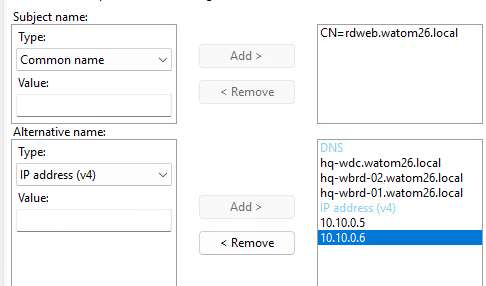 Subject name:
Type:
Common name
Value:
Add >
< Remove
CN=rdweb.watom26.local
Alternative name:
Type:
IP address (v4)
Value:
Add >
< Remove
DNS
hq-wdc.watom26.local
hq-wbrd-02.watom26.local
hq-wbrd-01.watom26.local
IP address (v4)
10.10.0.5
10.10.0.6